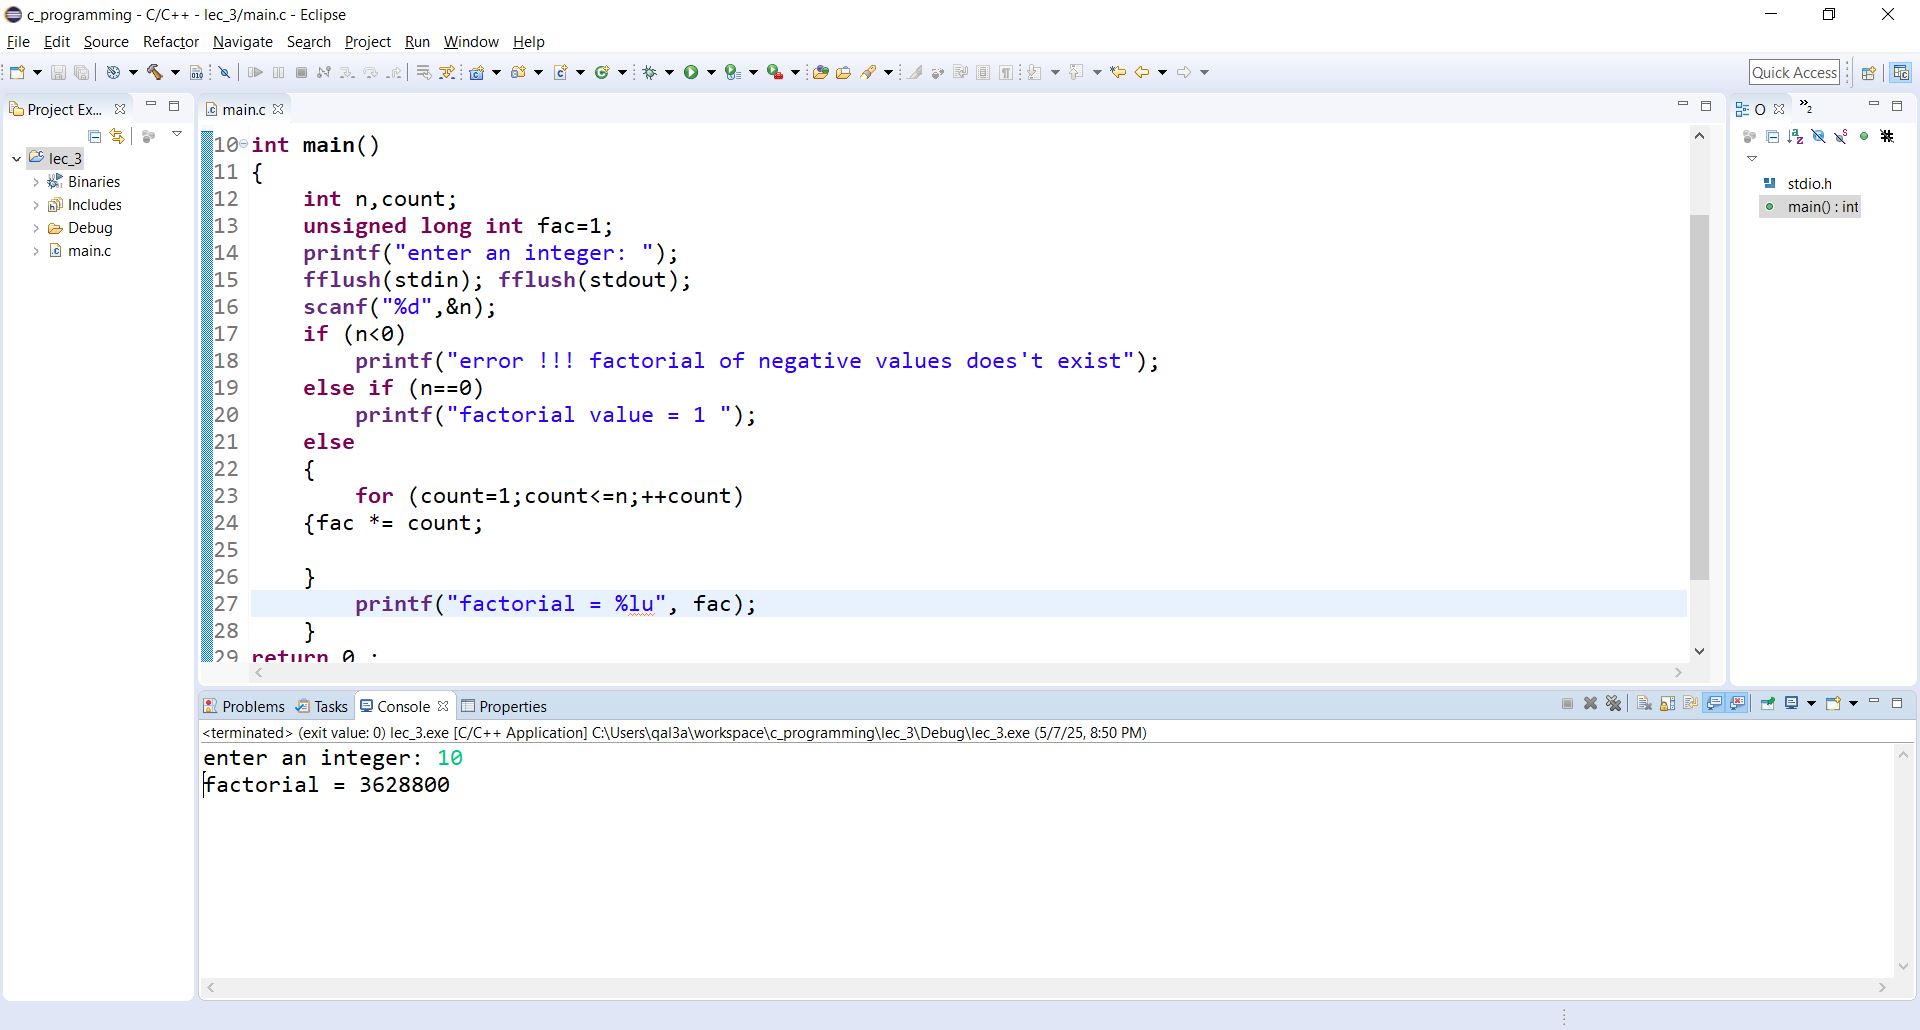 c_programming - C/C++ - lec_3/main.c - Eclipse
File Edit Source Refactor Navigate Search Project Run Window Help
Quick Access
Project Ex...
lec_3
Binaries
Includes
Debug
main.c
main.c
10 int main()
11 {
12     int n,count;
13     unsigned long int fac=1;
14     printf("enter an integer: ");
15     fflush(stdin); fflush(stdout);
16     scanf("%d",&n);
17     if (n<0)
18         printf("error !!! factorial of negative values does't exist");
19     else if (n==0)
20         printf("factorial value = 1 ");
21     else
22     {
23         for (count=1;count<=n;++count)
24     {fac *= count;
25
26     }
27         printf("factorial = %lu", fac);
28     }
29 return 0 ;
O
2
stdio.h
main() : int
Problems Tasks Console Properties
<terminated> (exit value: 0) lec_3.exe [C/C++ Application] C:\Users\qal3a\workspace\c_programming\lec_3\Debug\lec_3.exe (5/7/25, 8:50 PM)
enter an integer: 10
factorial = 3628800